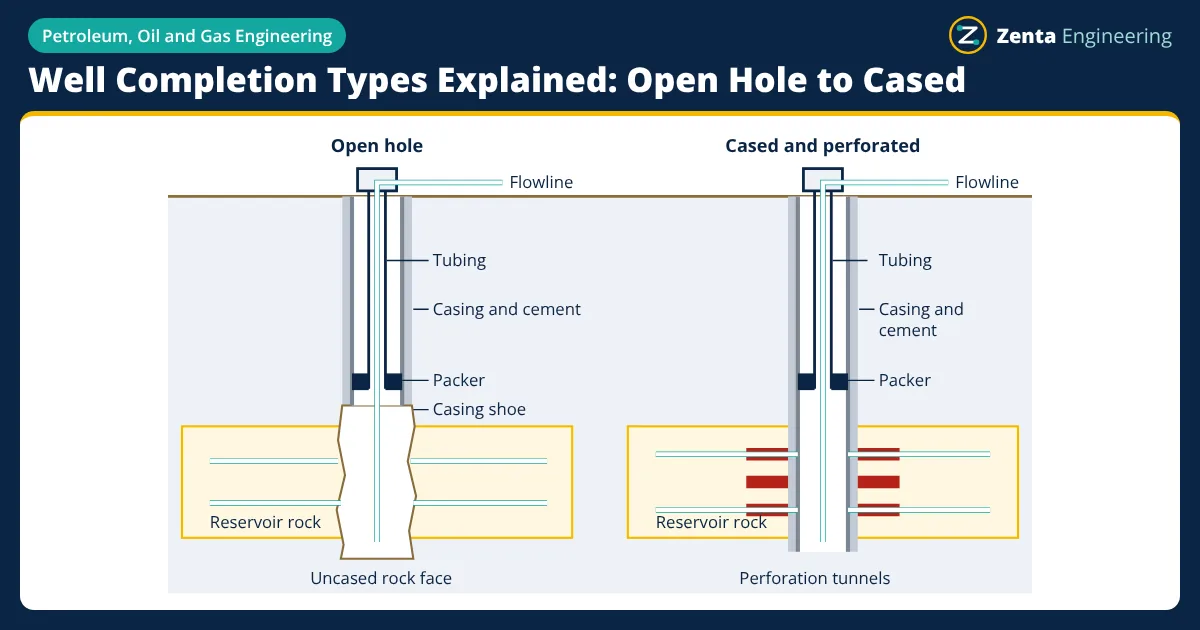 Petroleum, Oil and Gas Engineering
Zenta Engineering
Well Completion Types Explained: Open Hole to Cased
Open hole
Flowline
Tubing
Casing and cement
Packer
Casing shoe
Reservoir rock
Uncased rock face
Cased and perforated
Flowline
Tubing
Casing and
cement
Packer
Reservoir rock
Perforation tunnels